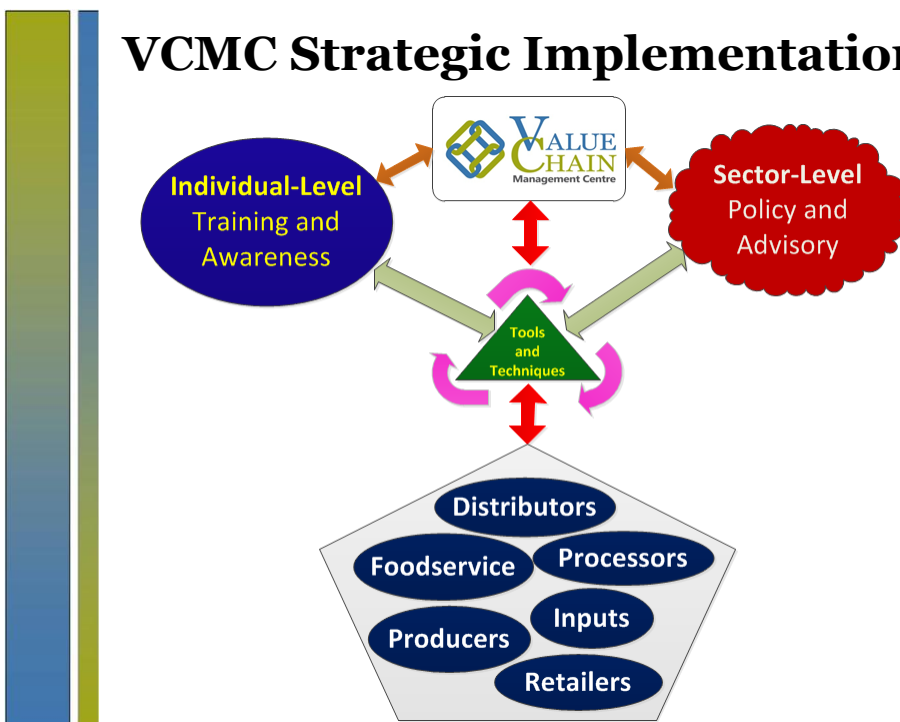 VCMC Strategic Implementation
VALUE
CHAIN
Management Centre
Individual-Level
Training and
Awareness
Sector-Level
Policy and
Advisory
Tools
and
Techniques
Distributors
Foodservice
Processors
Inputs
Producers
Retailers